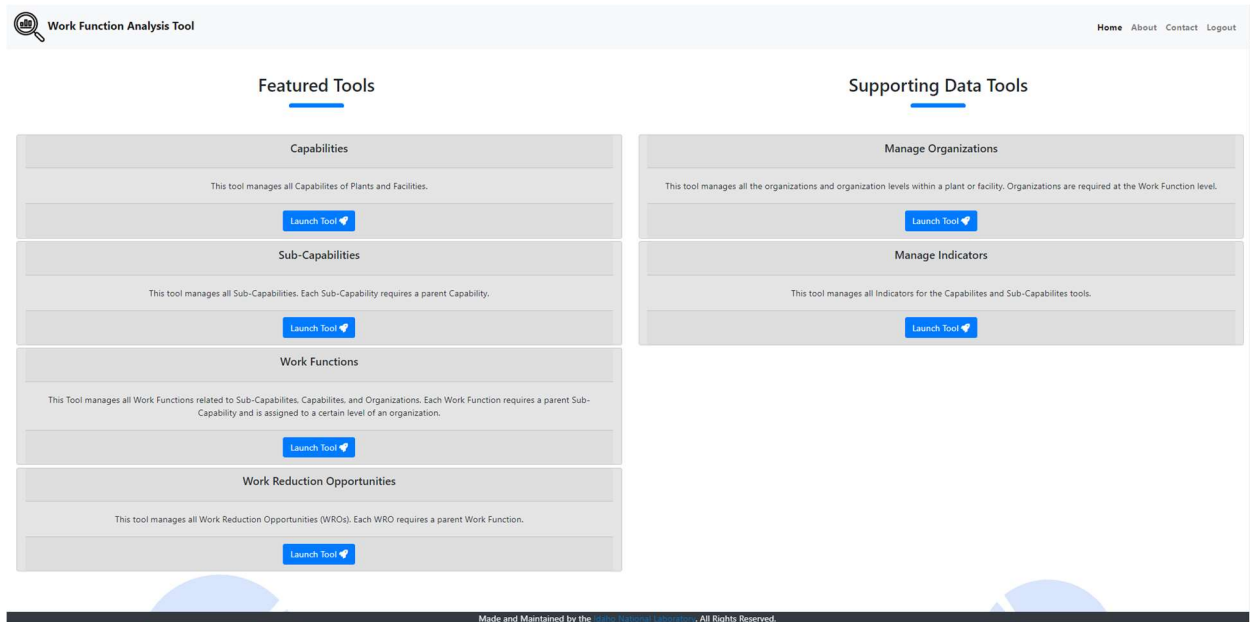 Work Function Analysis Tool
Home About Contact Logout
Featured Tools
Capabilities
This tool manages all Capabilites of Plants and Facilities.
Launch Tool
Sub-Capabilities
This tool manages all Sub-Capabilities. Each Sub-Capability requires a parent Capability.
Launch Tool
Work Functions
This Tool manages all Work Functions related to Sub-Capabilites, Capabilites, and Organizations. Each Work Function requires a parent Sub-
Capability and is assigned to a certain level of an organization.
Launch Tool
Work Reduction Opportunities
This tool manages all Work Reduction Opportunities (WROs). Each WRO requires a parent Work Function.
Launch Tool
Supporting Data Tools
Manage Organizations
This tool manages all the organizations and organization levels within a plant or facility. Organizations are required at the Work Function level.
Launch Tool
Manage Indicators
This tool manages all Indicators for the Capabilites and Sub-Capabilites tools.
Launch Tool
Made and Maintained by the Idaho National Laboratory. All Rights Reserved.